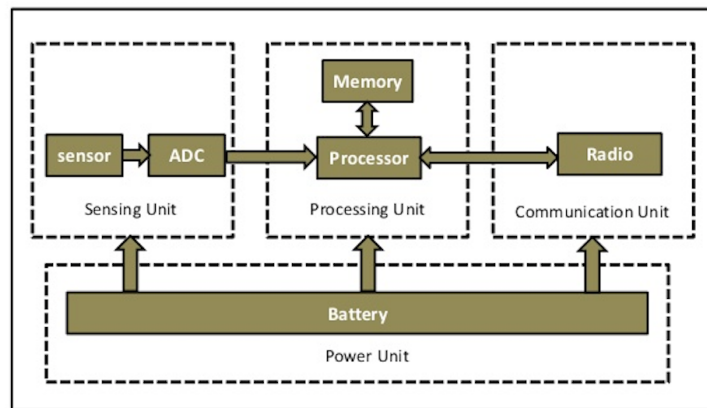 Memory
sensor
ADC
Processor
Radio
Sensing Unit
Processing Unit
Communication Unit
Battery
Power Unit